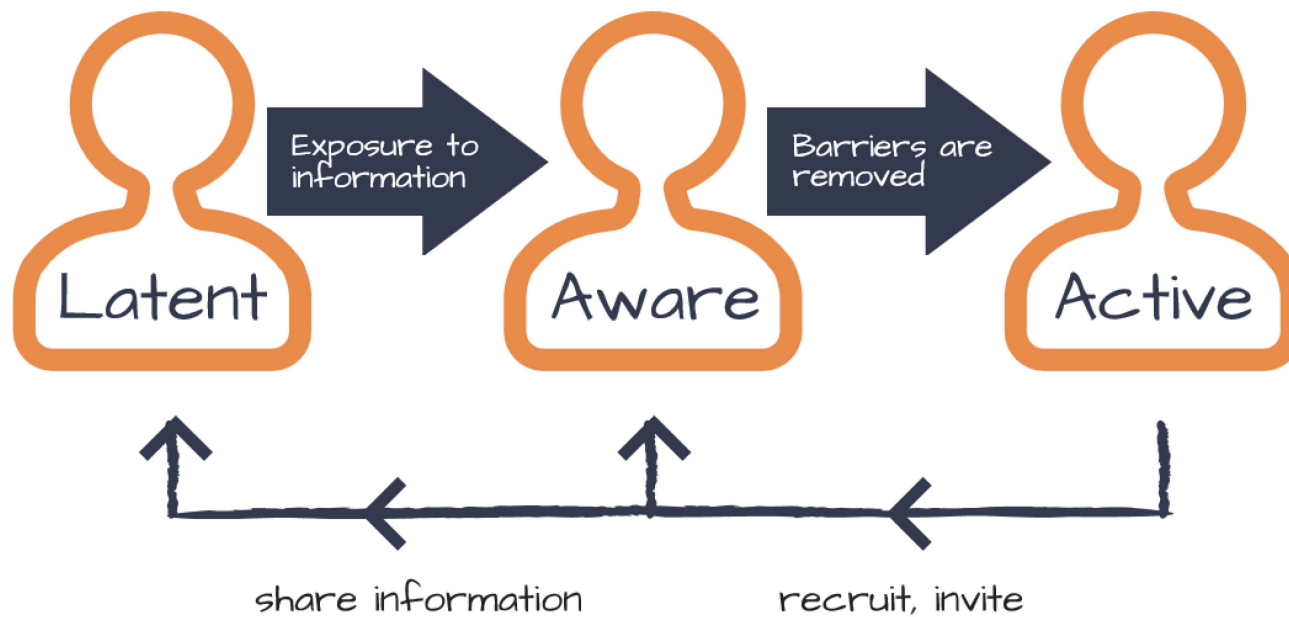 Exposure to
information
Barriers are
removed
Latent
Aware
Active
share information
recruit, invite